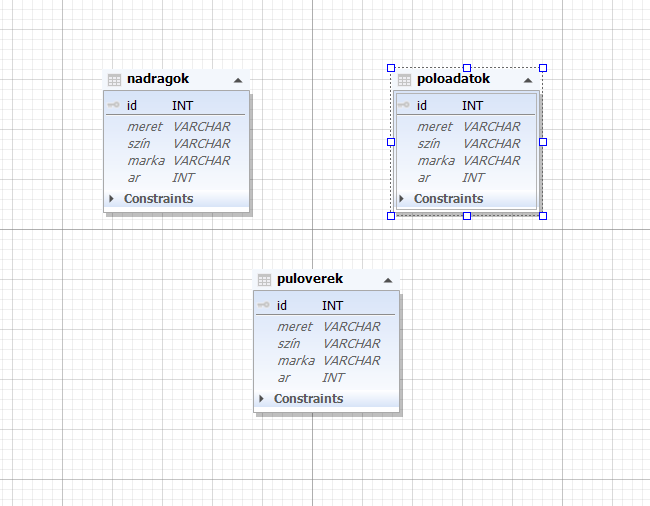 nadragok
id INT
meret VARCHAR
szín VARCHAR
marka VARCHAR
ar INT
Constraints
poloadatok
id INT
meret VARCHAR
szín VARCHAR
marka VARCHAR
ar INT
Constraints
puloverek
id INT
meret VARCHAR
szín VARCHAR
marka VARCHAR
ar INT
Constraints